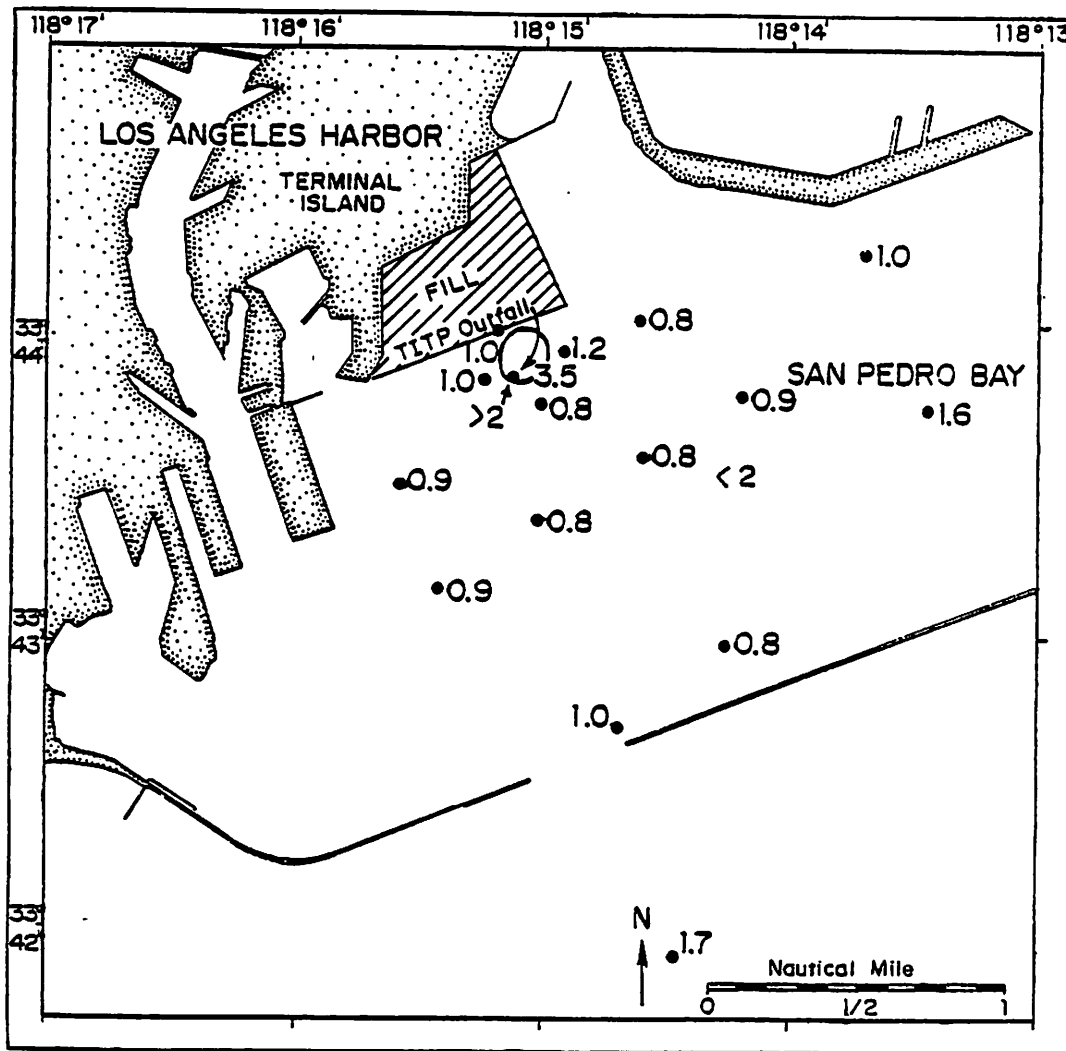 118°17' 118°16' 118°15' 118°14' 118°13'
LOS ANGELES HARBOR
TERMINAL
ISLAND
1.0
FILL
0.8
33
44'
TITP Outfall
1.0 1.2
SAN PEDRO BAY
1.0 3.5
0.9
1.6
>2
0.8
0.8
<2
0.9
0.8
0.9
33
43'
0.8
1.0
33
42'
N
1.7
Nautical Mile
0 1/2 1